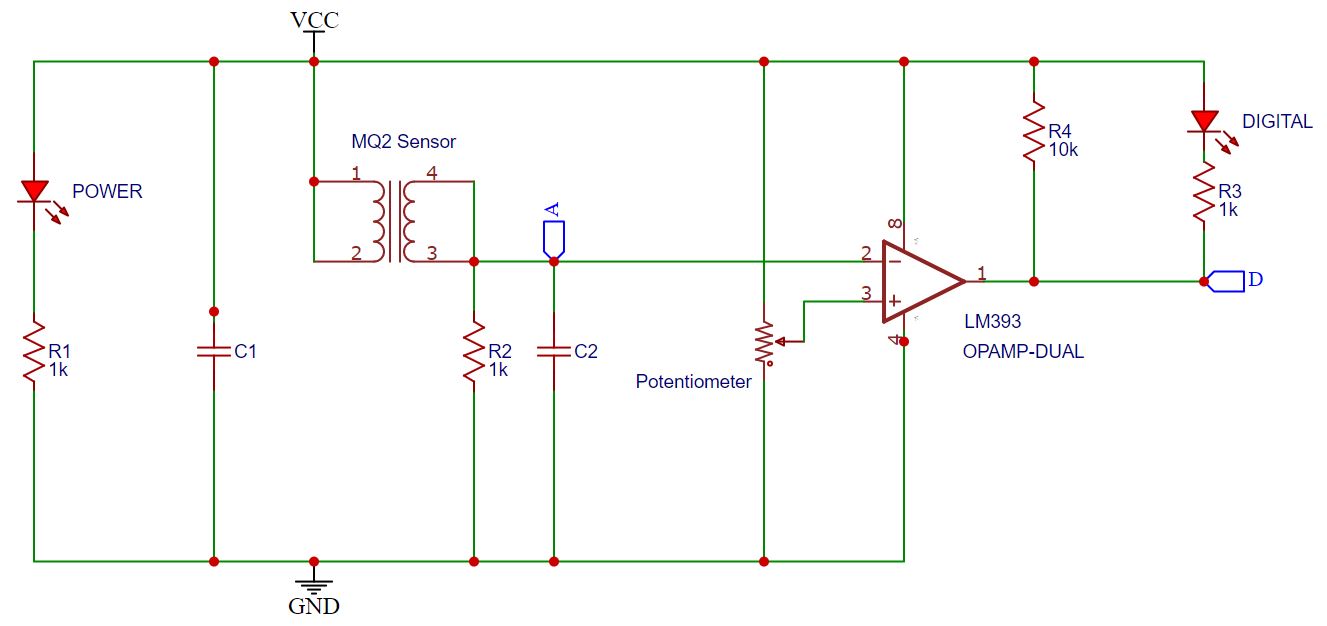 VCC
MQ2 Sensor
1
4
2
3
POWER
A
R4
10k
DIGITAL
R3
1k
8
2
3
1
D
4
LM393
OPAMP-DUAL
R1
1k
C1
R2
1k
C2
Potentiometer
GND